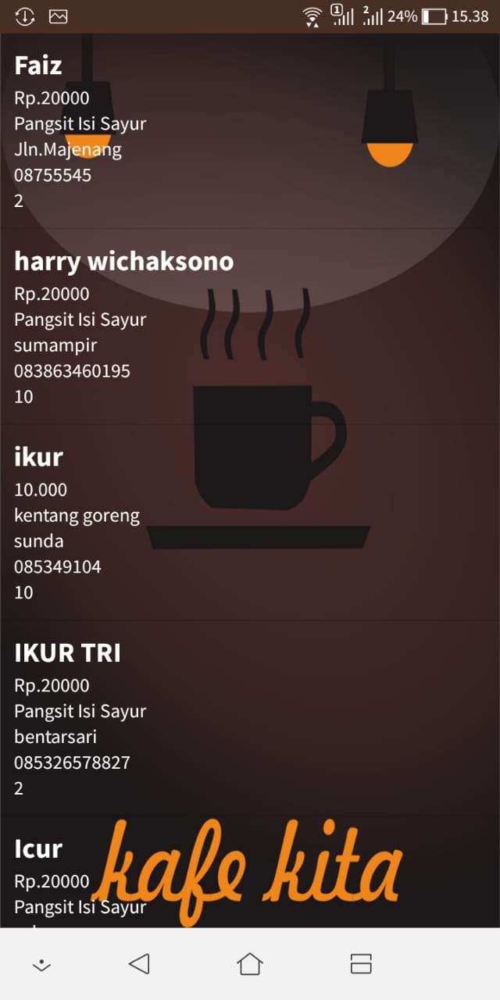 1 2 24% 15.38
Faiz
Rp.20000
Pangsit Isi Sayur
Jln.Majenang
08755545
2
harry wichaksono
Rp.20000
Pangsit Isi Sayur
sumampir
083863460195
10
ikur
10.000
kentang goreng
sunda
085349104
10
IKUR TRI
Rp.20000
Pangsit Isi Sayur
bentarsari
085326578827
2
Icur
Rp.20000
Pangsit Isi Sayur
kafe kita